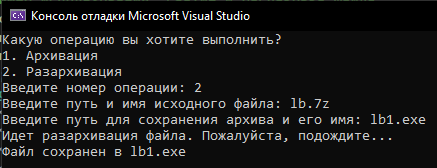 Консоль отладки Microsoft Visual Studio
Какую операцию вы хотите выполнить?
1. Архивация
2. Разархивация
Введите номер операции: 2
Введите путь и имя исходного файла: lb.7z
Введите путь для сохранения архива и его имя: lb1.exe
Идет разархивация файла. Пожалуйста, подождите...
Файл сохранен в lb1.exe